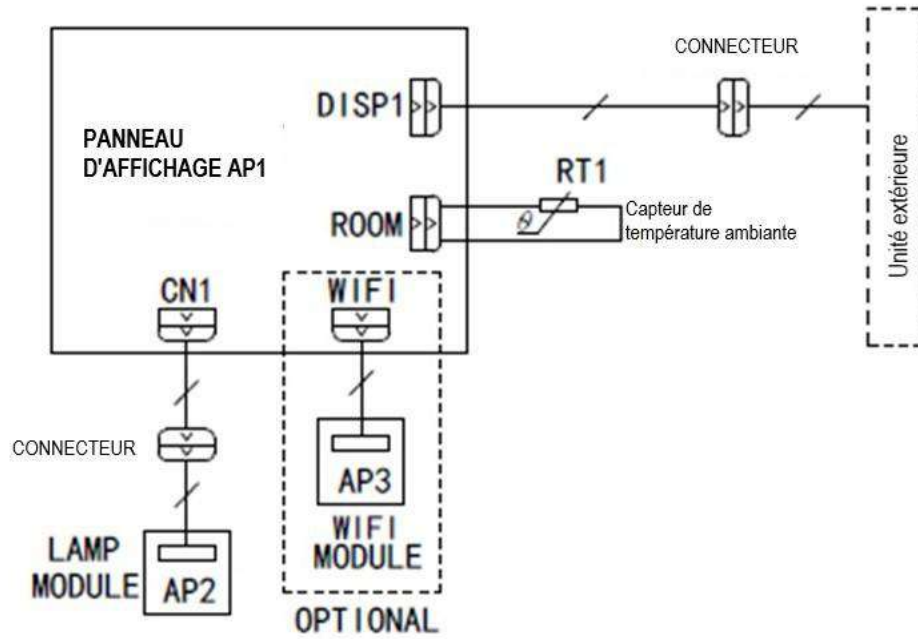 CONNECTEUR
DISP1
PANNEAU
D'AFFICHAGE AP1
RT1
ROOM
θ
Capteur de
température ambiante
Unité extérieure
CN1
WIFI
CONNECTEUR
AP3
WIFI
MODULE
LAMP
MODULE
AP2
OPTIONAL